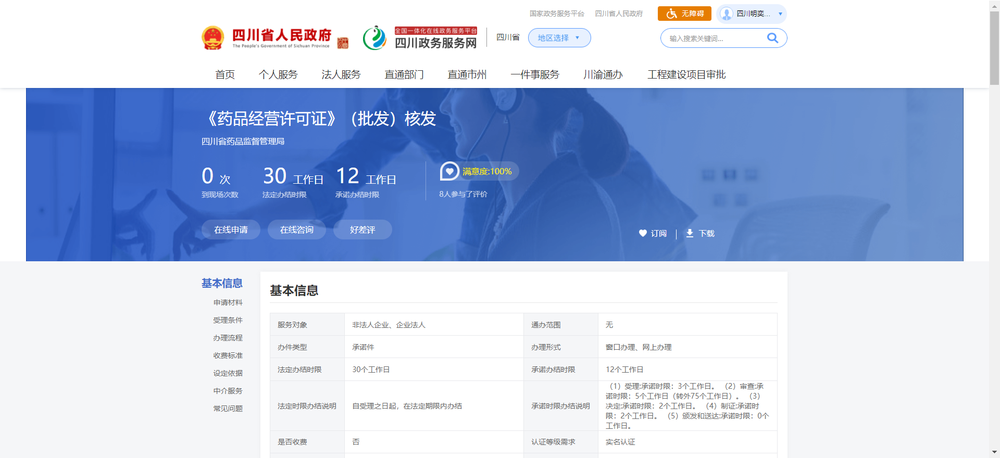 国家政务服务平台 四川省人民政府 无障碍 四川明奕...
四川省人民政府
The People's Government of Sichuan Province
全国一体化在线政务服务平台
四川政务服务网
四川省 地区选择
输入搜索关键词...
首页 个人服务 法人服务 直通部门 直通市州 一件事服务 川渝通办 工程建设项目审批
《药品经营许可证》（批发）核发
四川省药品监督管理局
0 次 30 工作日 12 工作日
到现场次数 法定办结时限 承诺办结时限
满意度:100%
8人参与了评价
在线申请 在线咨询 好差评
订阅 | 下载
基本信息
申请材料
受理条件
办理流程
收费标准
设定依据
中介服务
常见问题
基本信息
服务对象 非法人企业、企业法人 通办范围 无
办件类型 承诺件 办理形式 窗口办理、网上办理
法定办结时限 30个工作日 承诺办结时限 12个工作日
法定时限办结说明 自受理之日起，在法定期限内办结 承诺时限办结说明
（1）受理:承诺时限：3个工作日。 （2）审查:承
诺时限：5个工作日（转外75个工作日）。 （3）
决定:承诺时限：2个工作日。 （4）制证:承诺时
限：2个工作日。 （5）颁发和送达:承诺时限：0个
工作日。
是否收费 否 认证等级需求 实名认证